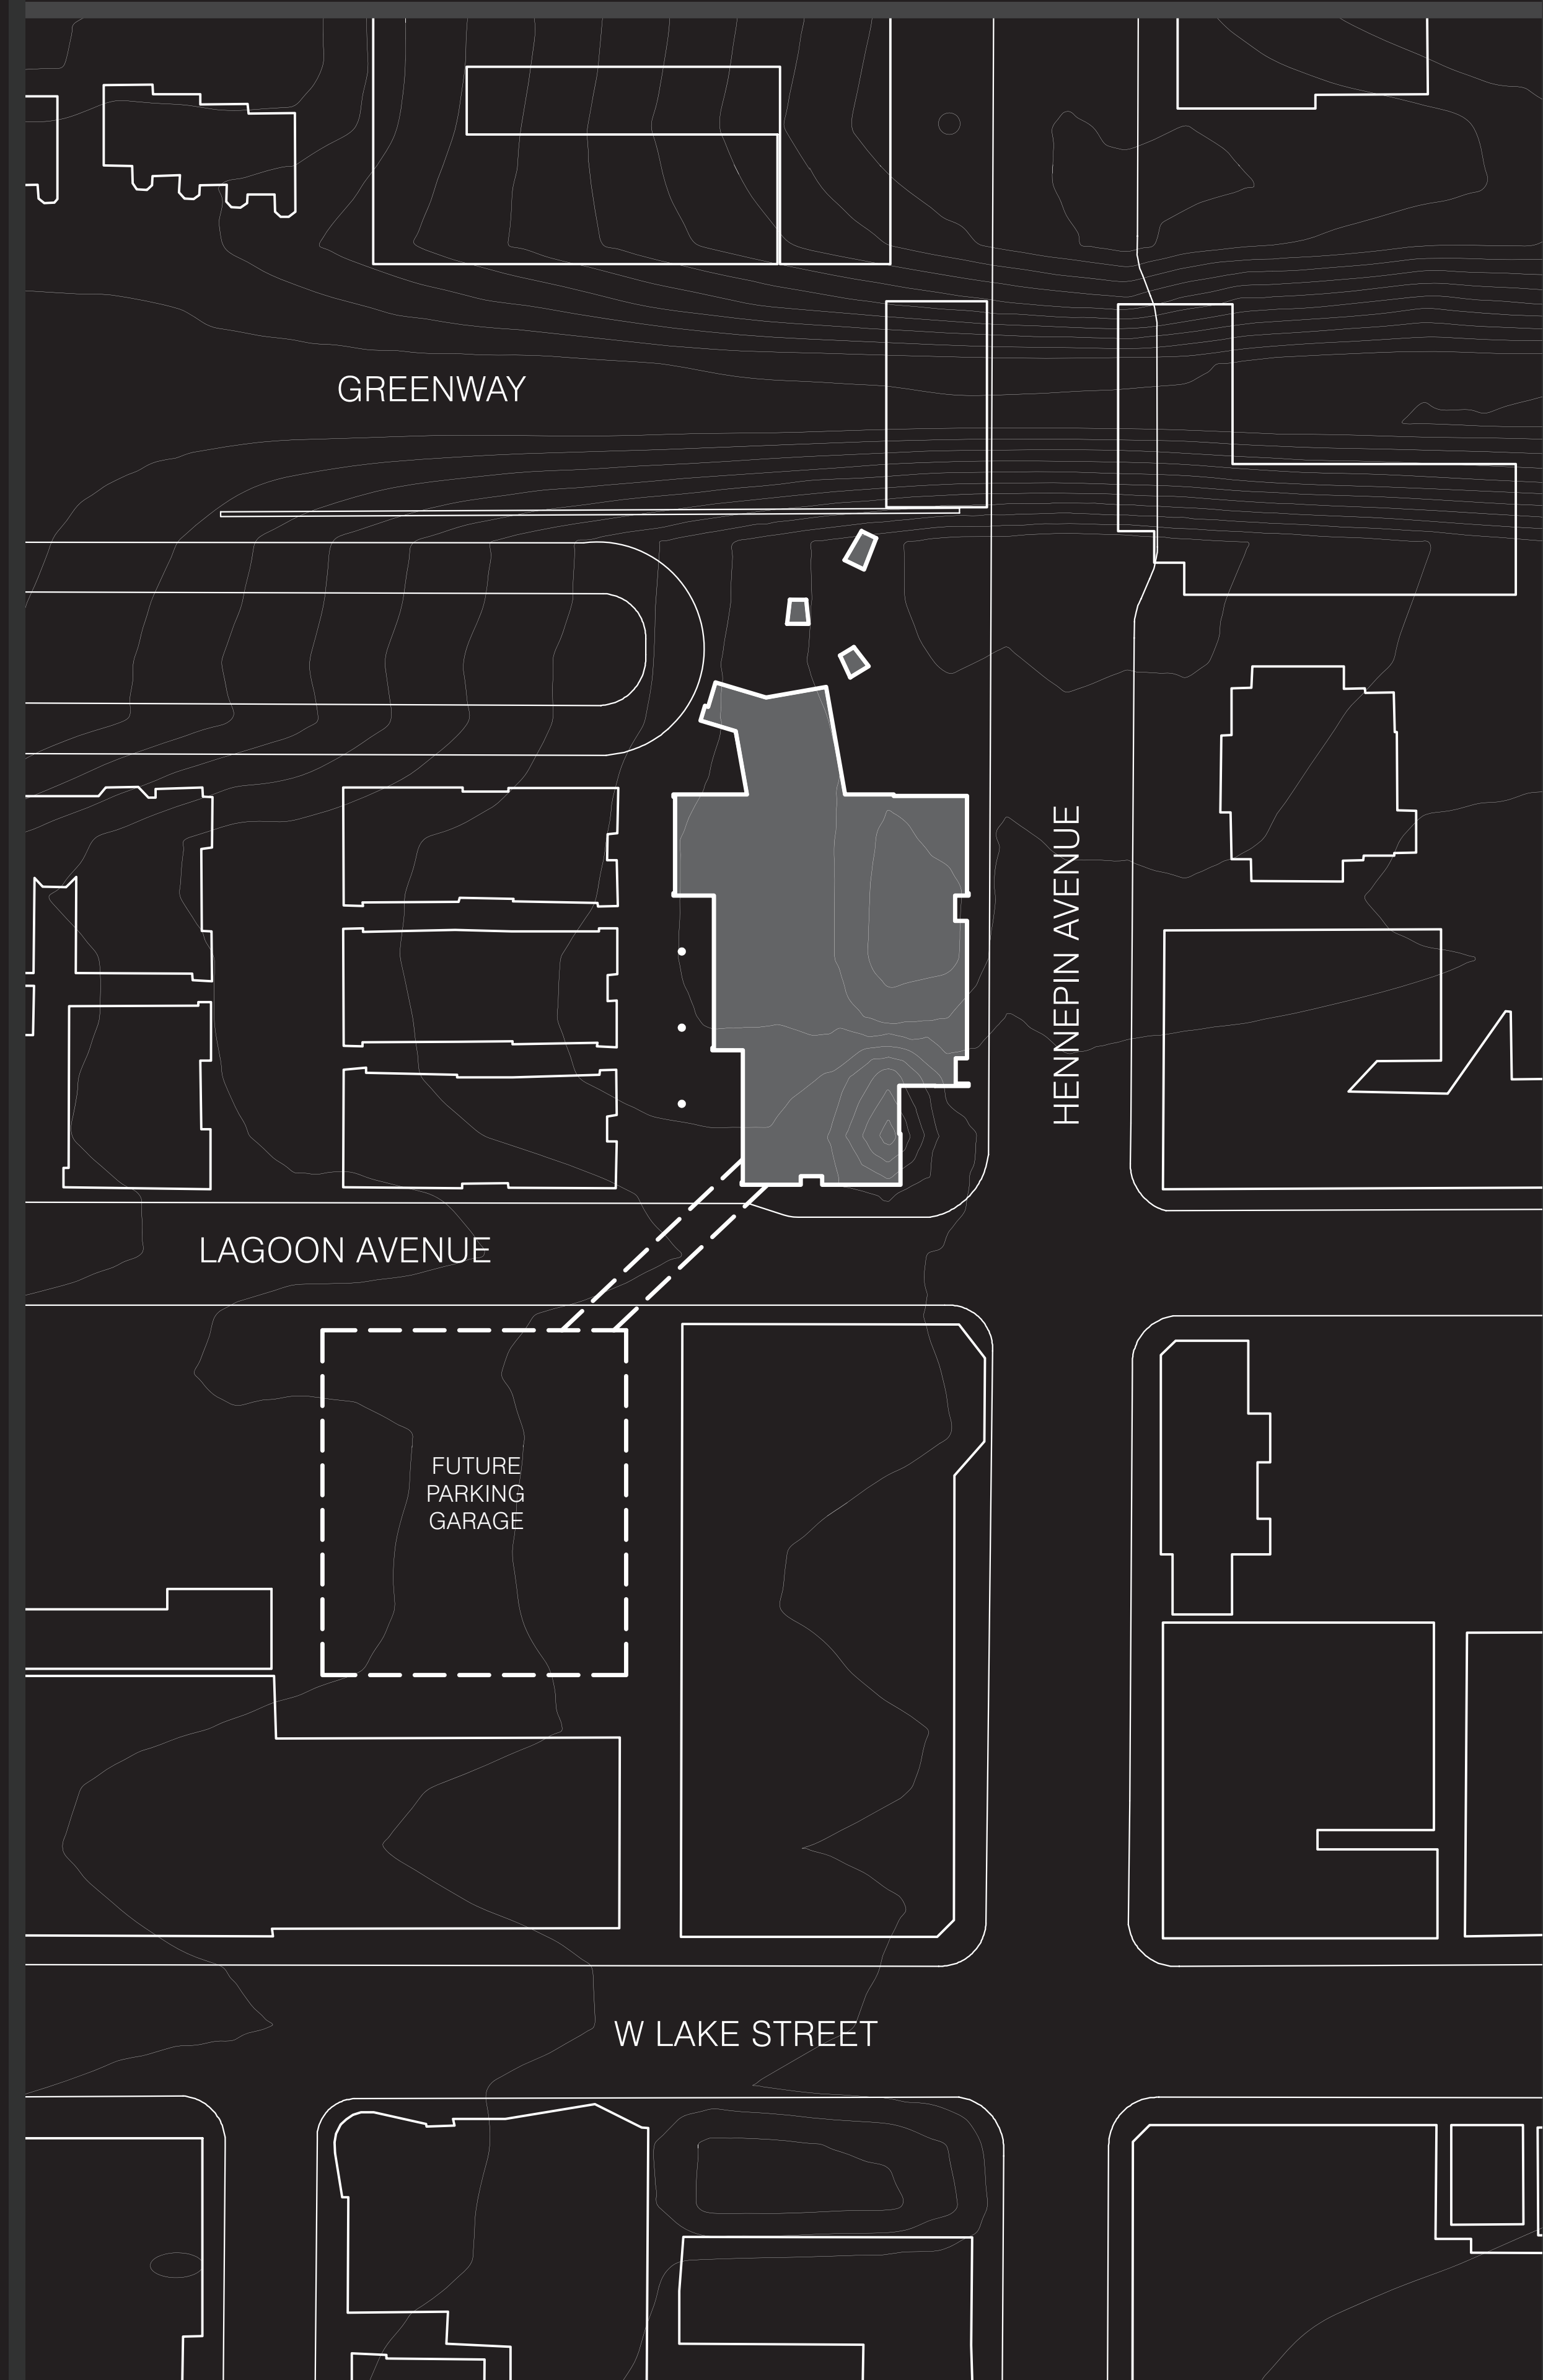 GREENWAY
HENNEPIN AVENUE
LAGOON AVENUE
FUTURE
PARKING
GARAGE
W LAKE STREET